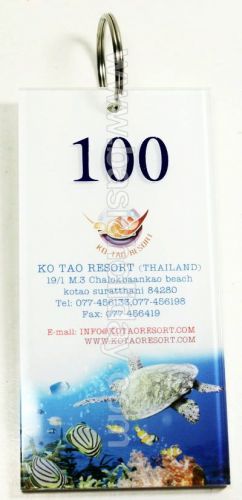 100
KO TAO RESORT
KO TAO RESORT (THAILAND)
19/1 M.3 Chalokbaankao beach
kotao suratthani 84280
Tel: 077-456133,077-456198
Fax: 077-456419
E-mail: INFO@KOTAORESORT.COM
WWW.KOTAORESORT.COM